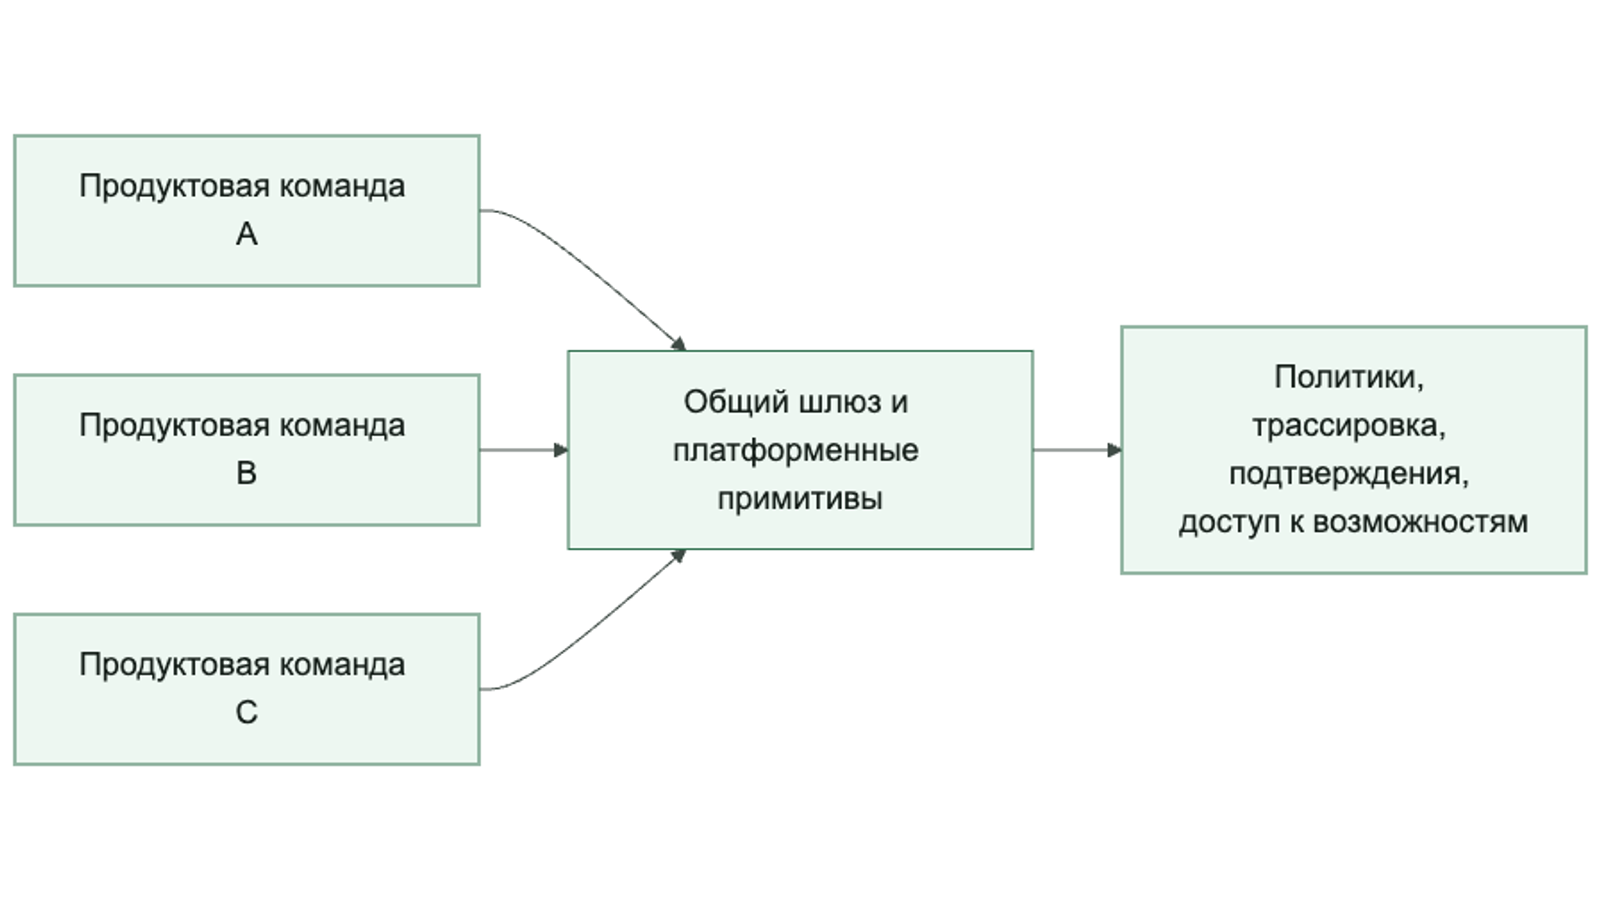 Продуктовая команда
A
Продуктовая команда
B
Продуктовая команда
C
Общий шлюз и
платформенные
примитивы
Политики,
трассировка,
подтверждения,
доступ к возможностям